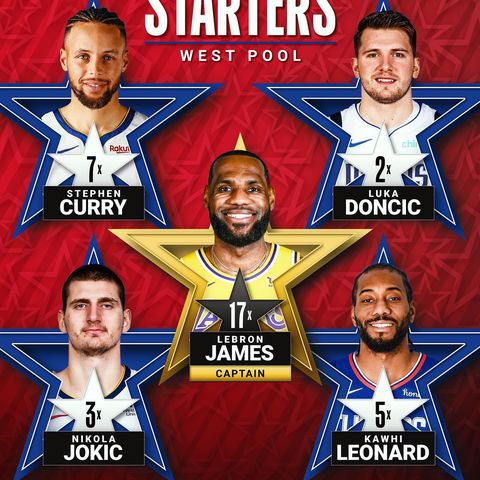 STARTERS
WEST POOL
7x
STEPHEN
CURRY
2x
LUKA
DONCIC
17x
LEBRON
JAMES
CAPTAIN
3x
NIKOLA
JOKIC
5x
KAWHI
LEONARD
Rakuten